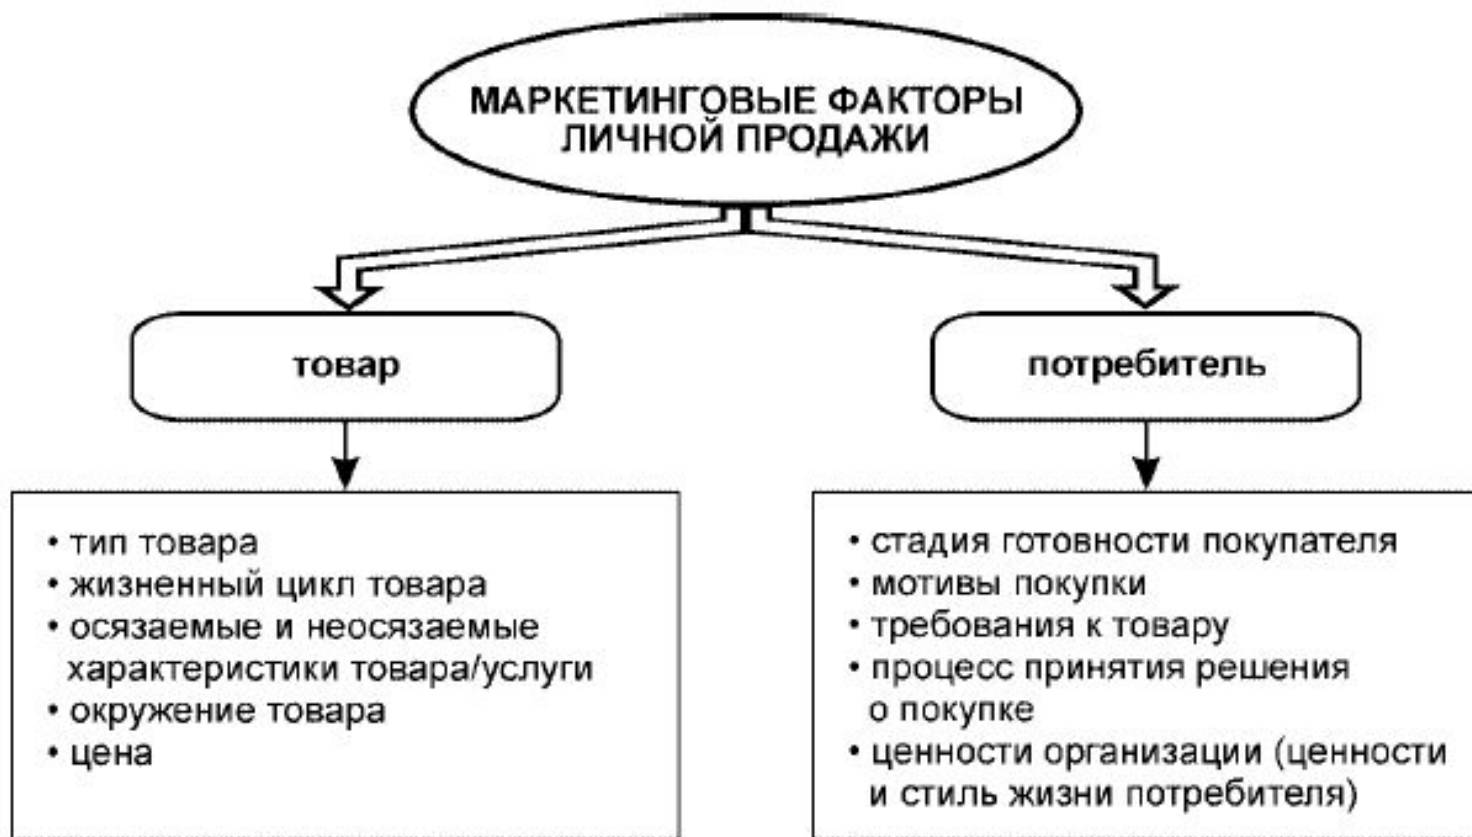 МАРКЕТИНГОВЫЕ ФАКТОРЫ
ЛИЧНОЙ ПРОДАЖИ
товар
потребитель
• тип товара
• жизненный цикл товара
• осязаемые и неосязаемые
характеристики товара/услуги
• окружение товара
• цена
• стадия готовности покупателя
• мотивы покупки
• требования к товару
• процесс принятия решения
о покупке
• ценности организации (ценности
и стиль жизни потребителя)